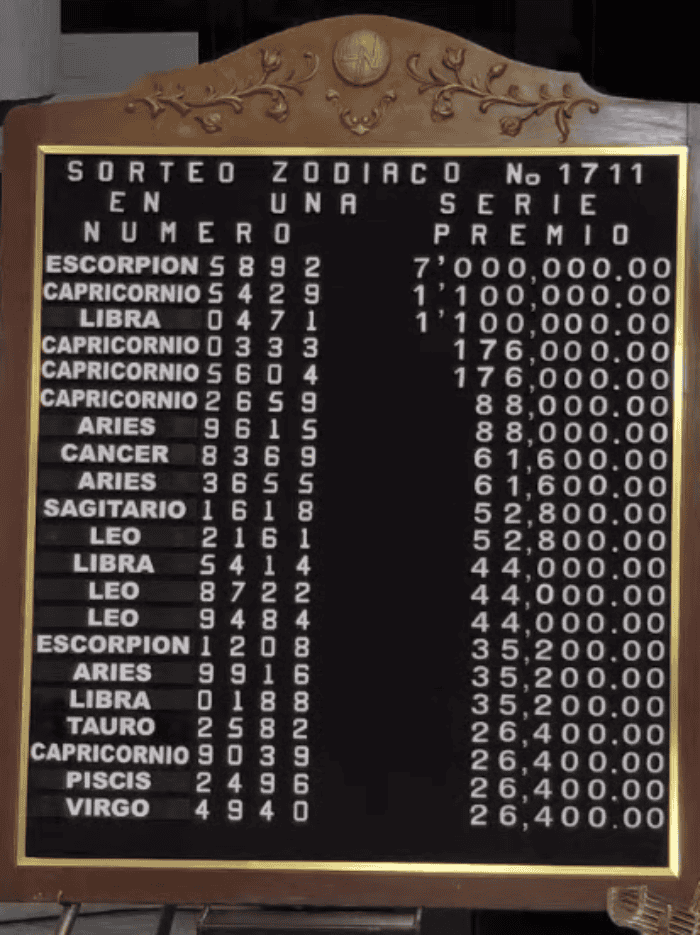 SORTEO ZODIACO No 1711
EN UNA SERIE
NUMERO PREMIO
ESCORPION 5892 7'000,000.00
CAPRICORNIO 5429 1'100,000.00
LIBRA 0471 1'100,000.00
CAPRICORNIO 0333 176,000.00
CAPRICORNIO 5604 176,000.00
CAPRICORNIO 2659 88,000.00
ARIES 9615 88,000.00
CANCER 8369 61,600.00
ARIES 3655 61,600.00
SAGITARIO 1618 52,800.00
LEO 2161 52,800.00
LIBRA 5414 44,000.00
LEO 8722 44,000.00
LEO 9484 44,000.00
ESCORPION 1208 35,200.00
ARIES 9916 35,200.00
LIBRA 0188 35,200.00
TAURO 2582 26,400.00
CAPRICORNIO 9039 26,400.00
PISCIS 2496 26,400.00
VIRGO 4940 26,400.00